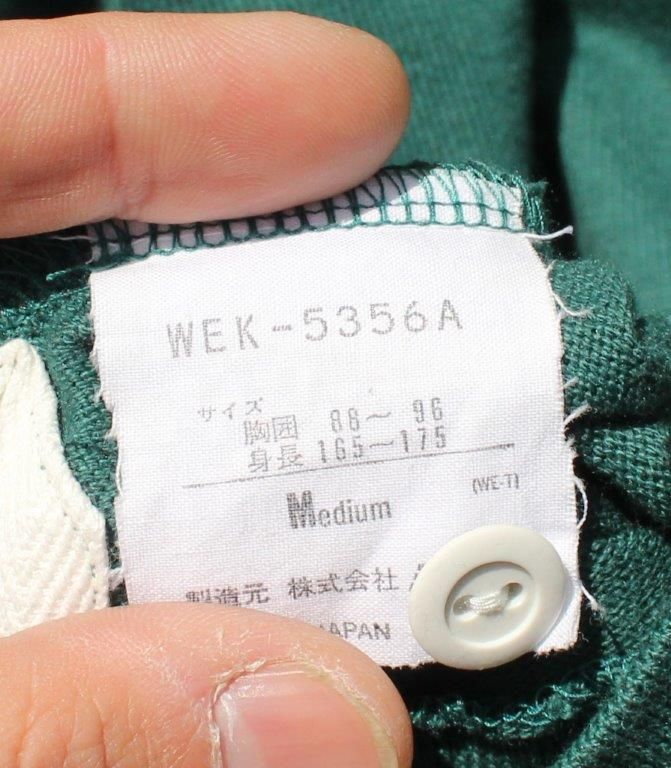 WEK-5356A
サイズ
胸囲 88～96
身長 165～175
Medium (WE-T)
製造元 株式会社
JAPAN